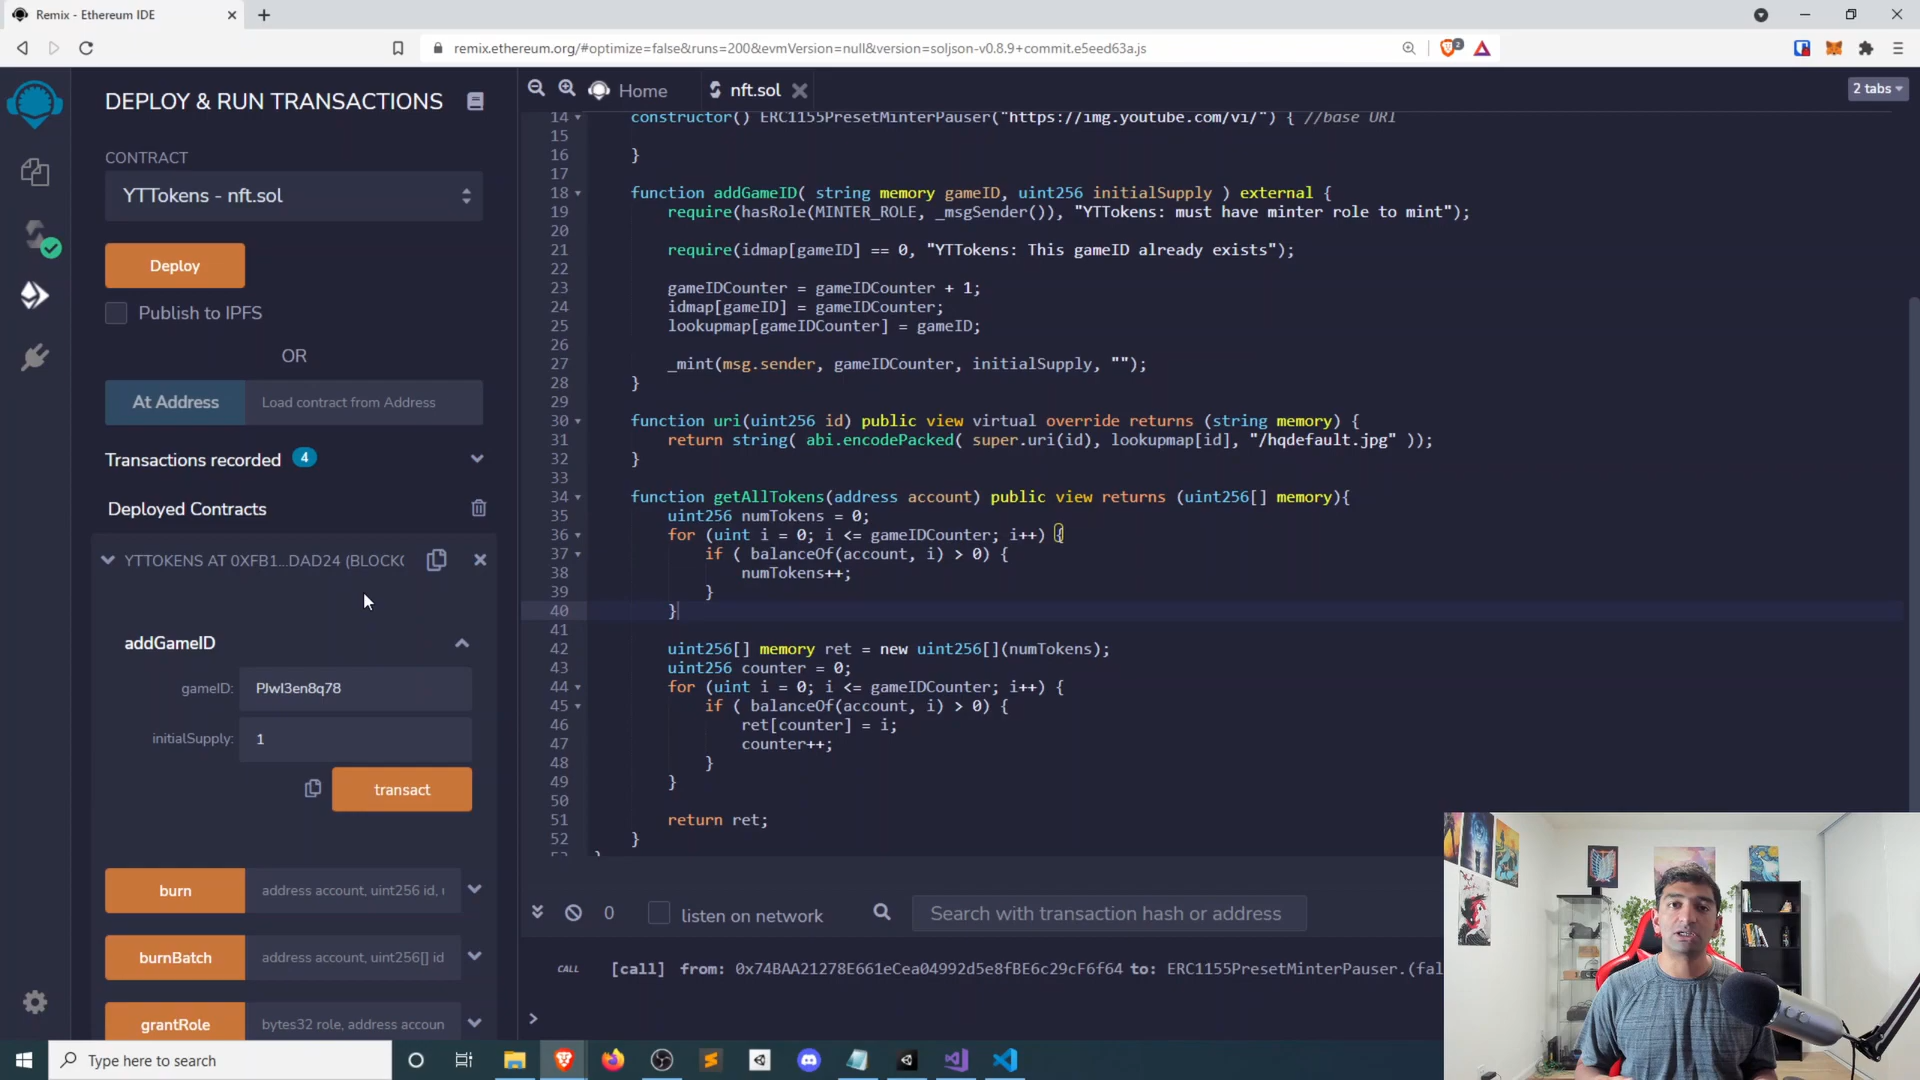 Remix - Ethereum IDE
remix.ethereum.org/#optimize=false&runs=200&evmVersion=null&version=soljson-v0.8.9+commit.e5eed63a.js
2
DEPLOY & RUN TRANSACTIONS
CONTRACT
YTTokens - nft.sol
Deploy
Publish to IPFS
OR
At Address
Load contract from Address
Transactions recorded 4
Deployed Contracts
YTTOKENS AT 0XFB1...DAD24 (BLOCKC
addGameID
gameID: PJwI3en8q78
initialSupply: 1
transact
burn
address account, uint256 id, u
burnBatch
address account, uint256[] id
grantRole
bytes32 role, address accoun
Home
nft.sol
2 tabs
14 constructor() ERC1155PresetMinterPauser("https://img.youtube.com/vi/") { //base URI
15
16 }
17
18 function addGameID( string memory gameID, uint256 initialSupply ) external {
19 require(hasRole(MINTER_ROLE, _msgSender()), "YTTokens: must have minter role to mint");
20
21 require(idmap[gameID] == 0, "YTTokens: This gameID already exists");
22
23 gameIDCounter = gameIDCounter + 1;
24 idmap[gameID] = gameIDCounter;
25 lookupmap[gameIDCounter] = gameID;
26
27 _mint(msg.sender, gameIDCounter, initialSupply, "");
28 }
29
30 function uri(uint256 id) public view virtual override returns (string memory) {
31 return string( abi.encodePacked( super.uri(id), lookupmap[id], "/hqdefault.jpg" ));
32 }
33
34 function getAllTokens(address account) public view returns (uint256[] memory){
35 uint256 numTokens = 0;
36 for (uint i = 0; i <= gameIDCounter; i++) {
37 if ( balanceOf(account, i) > 0) {
38 numTokens++;
39 }
40 }
41
42 uint256[] memory ret = new uint256[](numTokens);
43 uint256 counter = 0;
44 for (uint i = 0; i <= gameIDCounter; i++) {
45 if ( balanceOf(account, i) > 0) {
46 ret[counter] = i;
47 counter++;
48 }
49 }
50
51 return ret;
52 }
0
listen on network
Search with transaction hash or address
CALL [call] from: 0x74BAA21278E661eCea04992d5e8fBE6c29cF6f64 to: ERC1155PresetMinterPauser.(fal
>
Type here to search